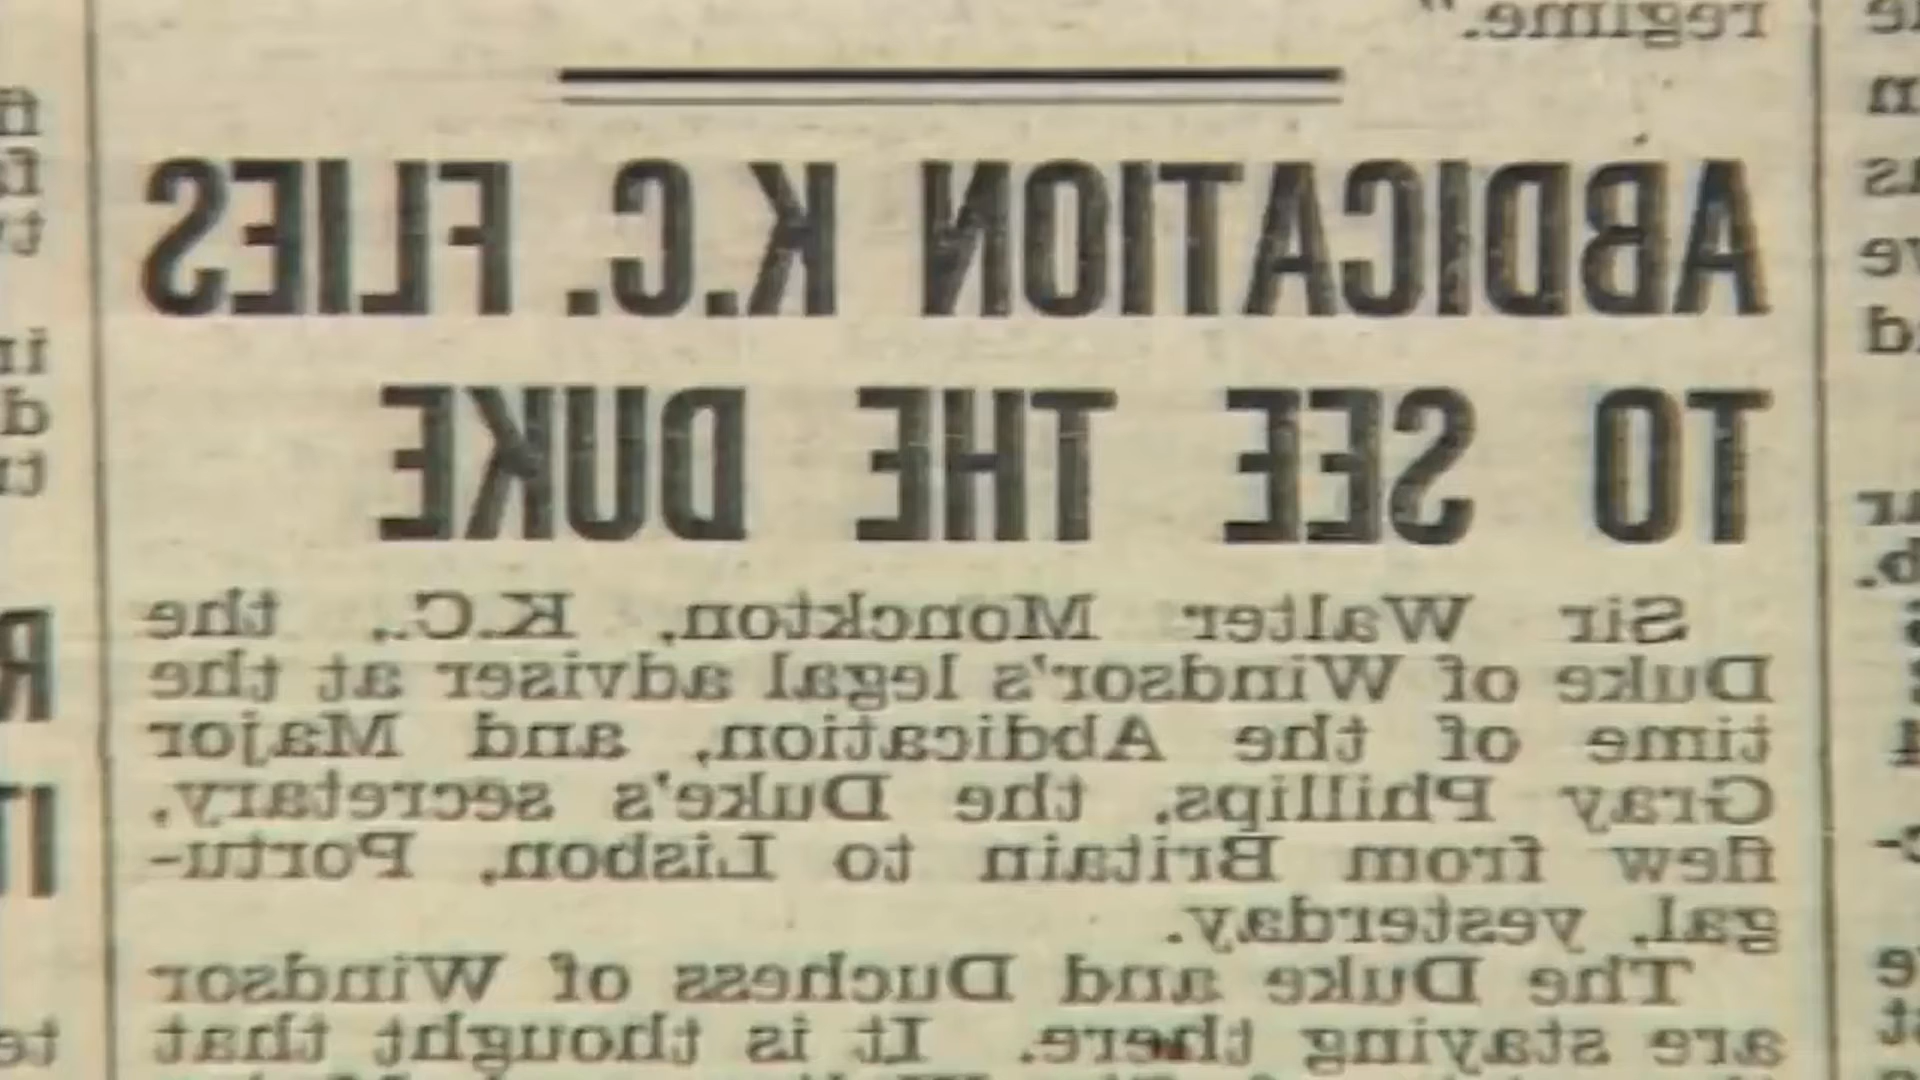 regime."
ABDICATION K.C. FLIES
TO SEE THE DUKE
Sir Walter Monckton, K.C., the
Duke of Windsor's legal adviser at the
time of the Abdication, and Major
Gray Phillips, the Duke's secretary,
flew from Britain to Lisbon, Portu-
gal, yesterday.
The Duke and Duchess of Windsor
are staying there. It is thought that